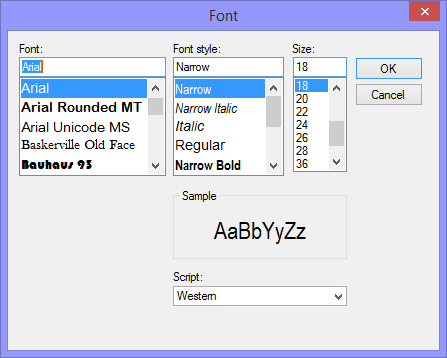 Font
Font:
Font style:
Size:
Arial
Narrow
18
OK
Cancel
Arial
Arial Rounded MT
Arial Unicode MS
Baskerville Old Face
Bauhaus 93
Narrow
Narrow Italic
Italic
Regular
Narrow Bold
18
20
22
24
26
28
36
Sample
AaBbYyZz
Script:
Western